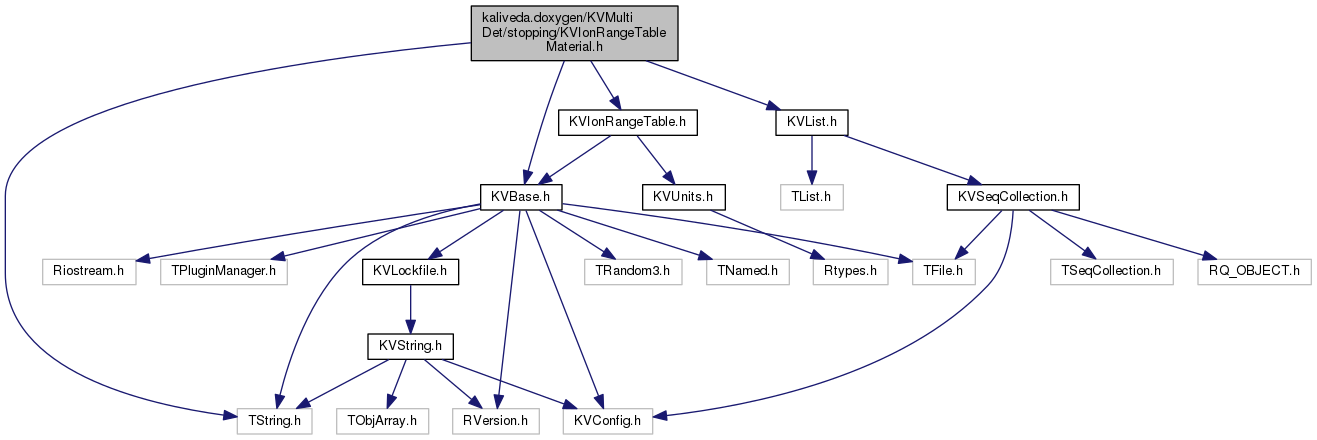 kaliveda.doxygen/KVMulti
Det/stopping/KVIonRangeTable
Material.h
KVIonRangeTable.h
KVList.h
KVBase.h
KVUnits.h
TList.h
KVSeqCollection.h
Riostream.h
TPluginManager.h
KVLockfile.h
TRandom3.h
TNamed.h
Rtypes.h
TFile.h
TSeqCollection.h
RQ_OBJECT.h
KVString.h
TString.h
TObjArray.h
RVersion.h
KVConfig.h